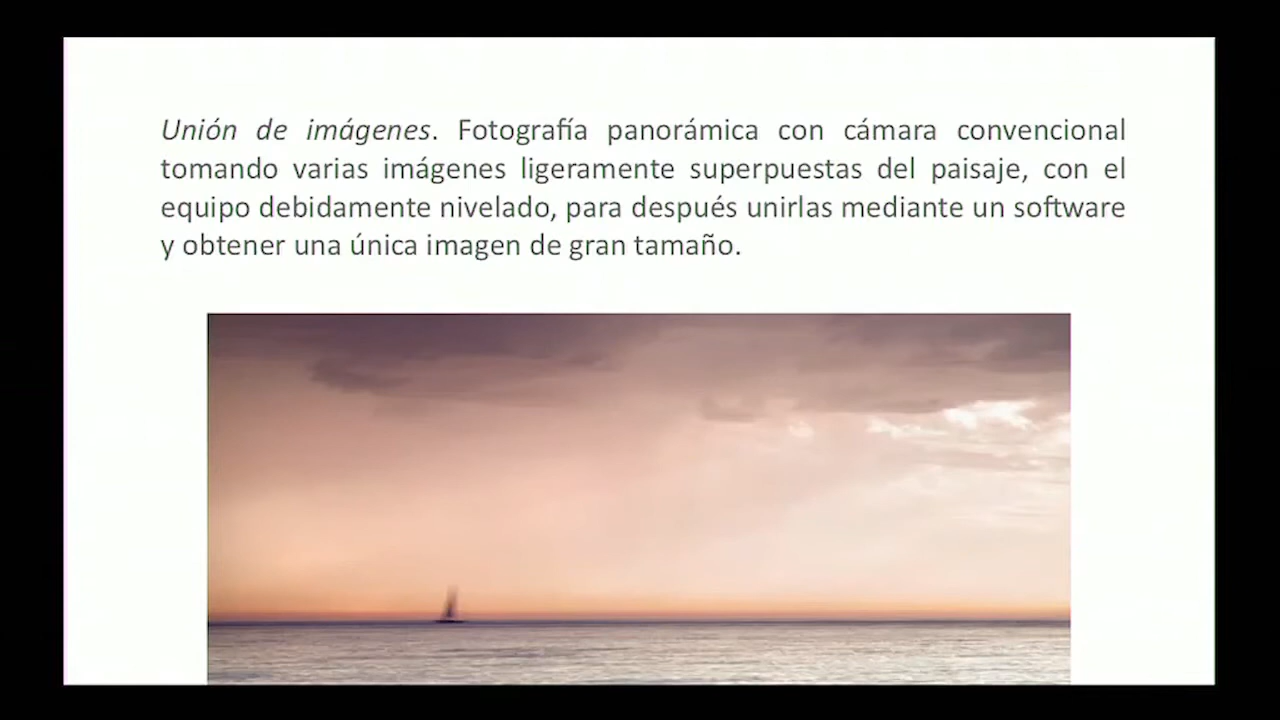 Unión de imágenes. Fotografía panorámica con cámara convencional
tomando varias imágenes ligeramente superpuestas del paisaje, con el
equipo debidamente nivelado, para después unirlas mediante un software
y obtener una única imagen de gran tamaño.